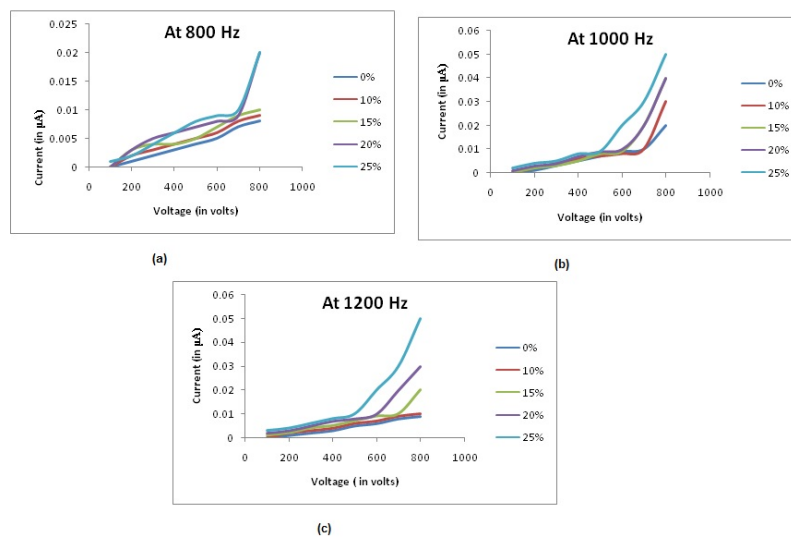 At 800 Hz
Current (in µA)
0.025
0.02
0.015
0.01
0.005
0
0 200 400 600 800 1000
Voltage (in volts)
0%
10%
15%
20%
25%
(a)
At 1000 Hz
Current (in µA)
0.06
0.05
0.04
0.03
0.02
0.01
0
0 200 400 600 800 1000
Voltage (in volts)
0%
10%
15%
20%
25%
(b)
At 1200 Hz
Current (in µA)
0.06
0.05
0.04
0.03
0.02
0.01
0
0 200 400 600 800 1000
Voltage ( in volts)
0%
10%
15%
20%
25%
(c)